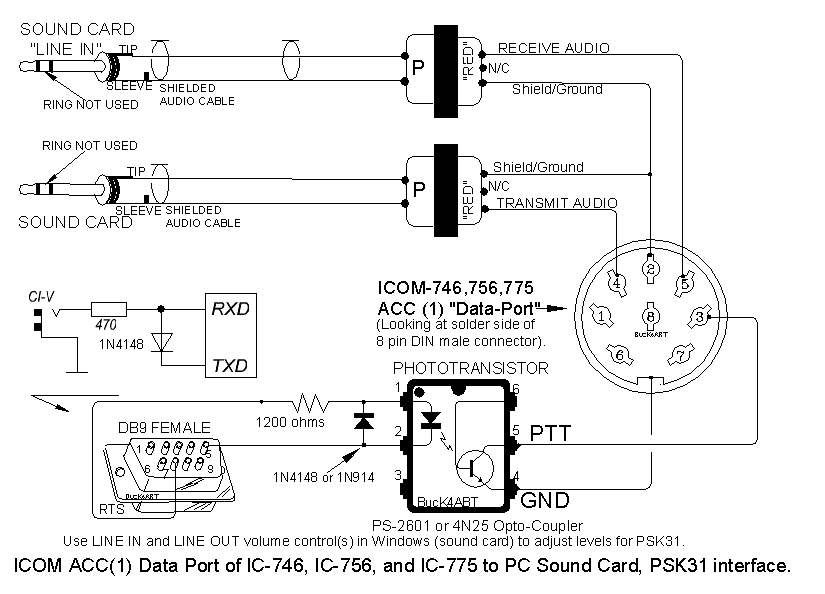 SOUND CARD
"LINE IN"
TIP
SLEEVE
SHIELDED
AUDIO CABLE
RING NOT USED
P
"RED"
RECEIVE AUDIO
N/C
Shield/Ground
RING NOT USED
TIP
SLEEVE
SHIELDED
AUDIO CABLE
SOUND CARD
P
"RED"
Shield/Ground
N/C
TRANSMIT AUDIO
ICOM-746,756,775
ACC (1) "Data-Port"
(Looking at solder side of
8 pin DIN male connector).
2
4
5
1
8
3
BucK4ABT
6
7
CI-V
470
1N4148
RXD
TXD
PHOTOTRANSISTOR
1
6
1200 ohms
2
5
PTT
3
4
GND
1N4148 or 1N914
BucK4ABT
PS-2601 or 4N25 Opto-Coupler
DB9 FEMALE
1
5
6
7
9
BucK4ABT
RTS
Use LINE IN and LINE OUT volume control(s) in Windows (sound card) to adjust levels for PSK31.
ICOM ACC(1) Data Port of IC-746, IC-756, and IC-775 to PC Sound Card, PSK31 interface.